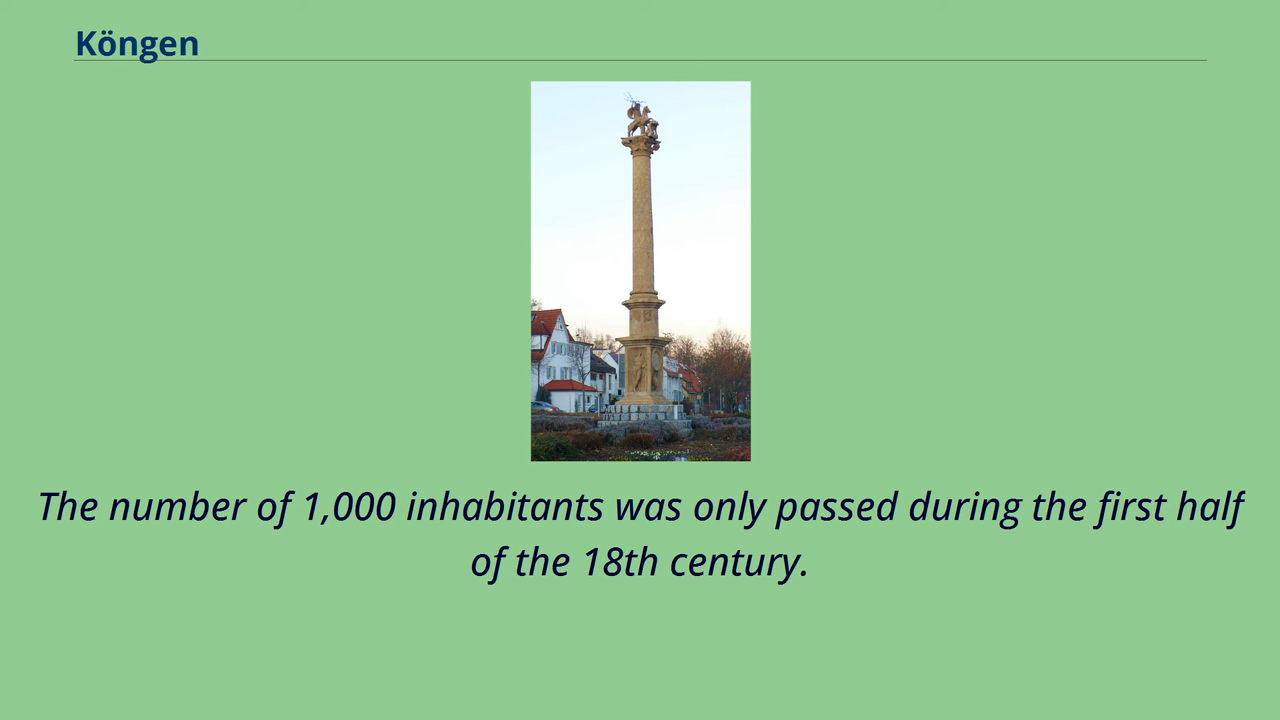 Köngen
The number of 1,000 inhabitants was only passed during the first half
of the 18th century.